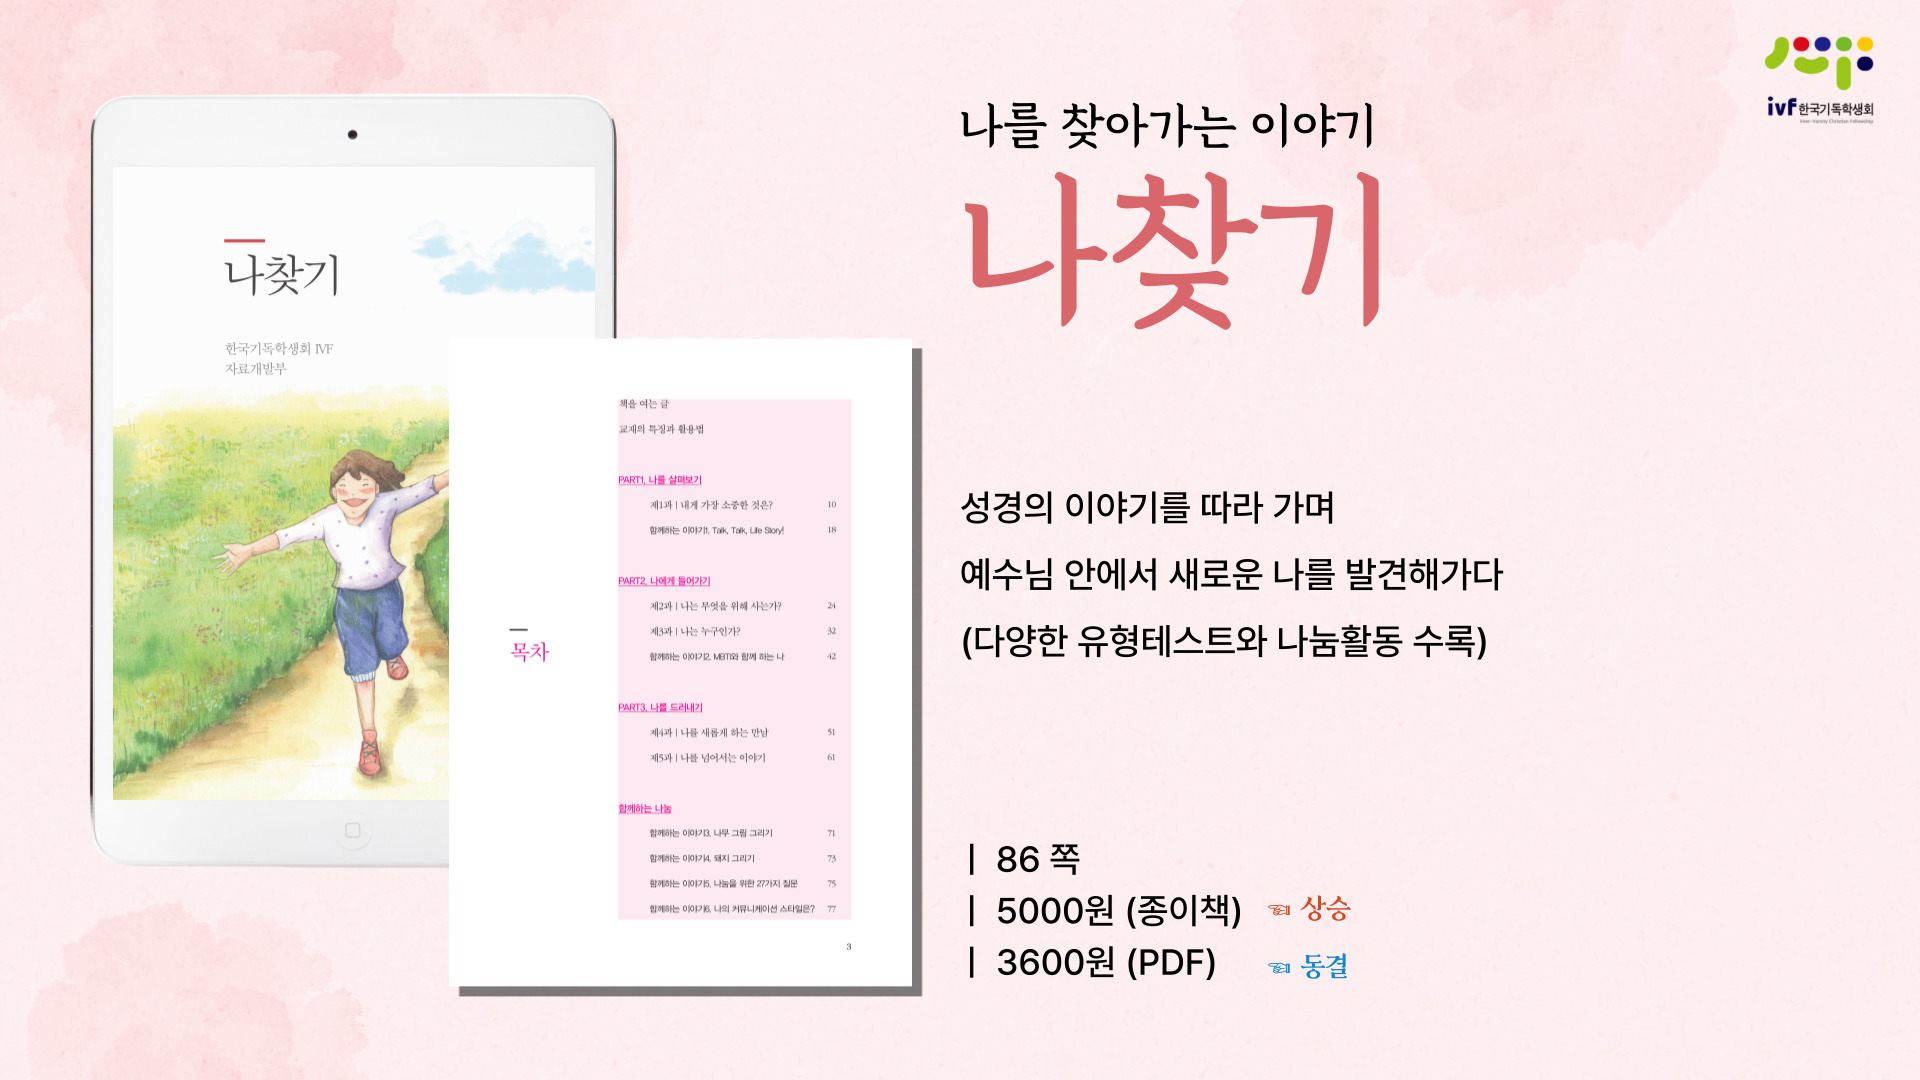 나찾기
한국기독학생회 IVF
자료개발부
목차
책을 여는 글
교재의 특징과 활용법
PART1. 나를 살펴보기
제1과 | 내게 가장 소중한 것은? 10
함께하는 이야기1. Talk, Talk, Life Story! 18
PART2. 나에게 들어가기
제2과 | 나는 무엇을 위해 사는가? 24
제3과 | 나는 누구인가? 32
함께하는 이야기2. MBTI와 함께 하는 나 42
PART3. 나를 드러내기
제4과 | 나를 새롭게 하는 만남 51
제5과 | 나를 넘어서는 이야기 61
함께하는 나눔
함께하는 이야기3. 나무 그림 그리기 71
함께하는 이야기4. 돼지 그리기 73
함께하는 이야기5. 나눔을 위한 27가지 질문 75
함께하는 이야기6. 나의 커뮤니케이션 스타일은? 77
3
나를 찾아가는 이야기
나찾기
성경의 이야기를 따라 가며
예수님 안에서 새로운 나를 발견해가다
(다양한 유형테스트와 나눔활동 수록)
| 86 쪽
| 5000원 (종이책) ☜ 상승
| 3600원 (PDF) ☜ 동결
ivf 한국기독학생회
Inter-Varsity Christian Fellowship